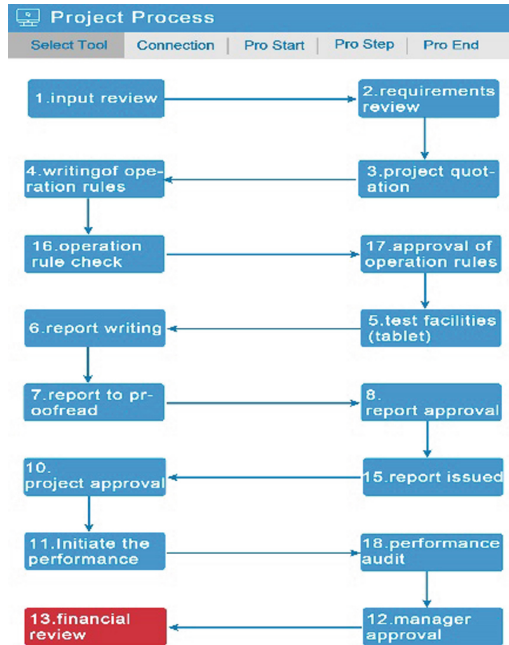 Project Process
Select Tool
Connection
Pro Start
Pro Step
Pro End
1.input review
2.requirements
review
4.writingof ope-
ration rules
3.project quot-
ation
16.operation
rule check
17.approval of
operation rules
6.report writing
5.test facilities
(tablet)
7.report to pr-
oofread
8.
report approval
10.
project approval
15.report issued
11.Initiate the
performance
18.performance
audit
13.financial
review
12.manager
approval